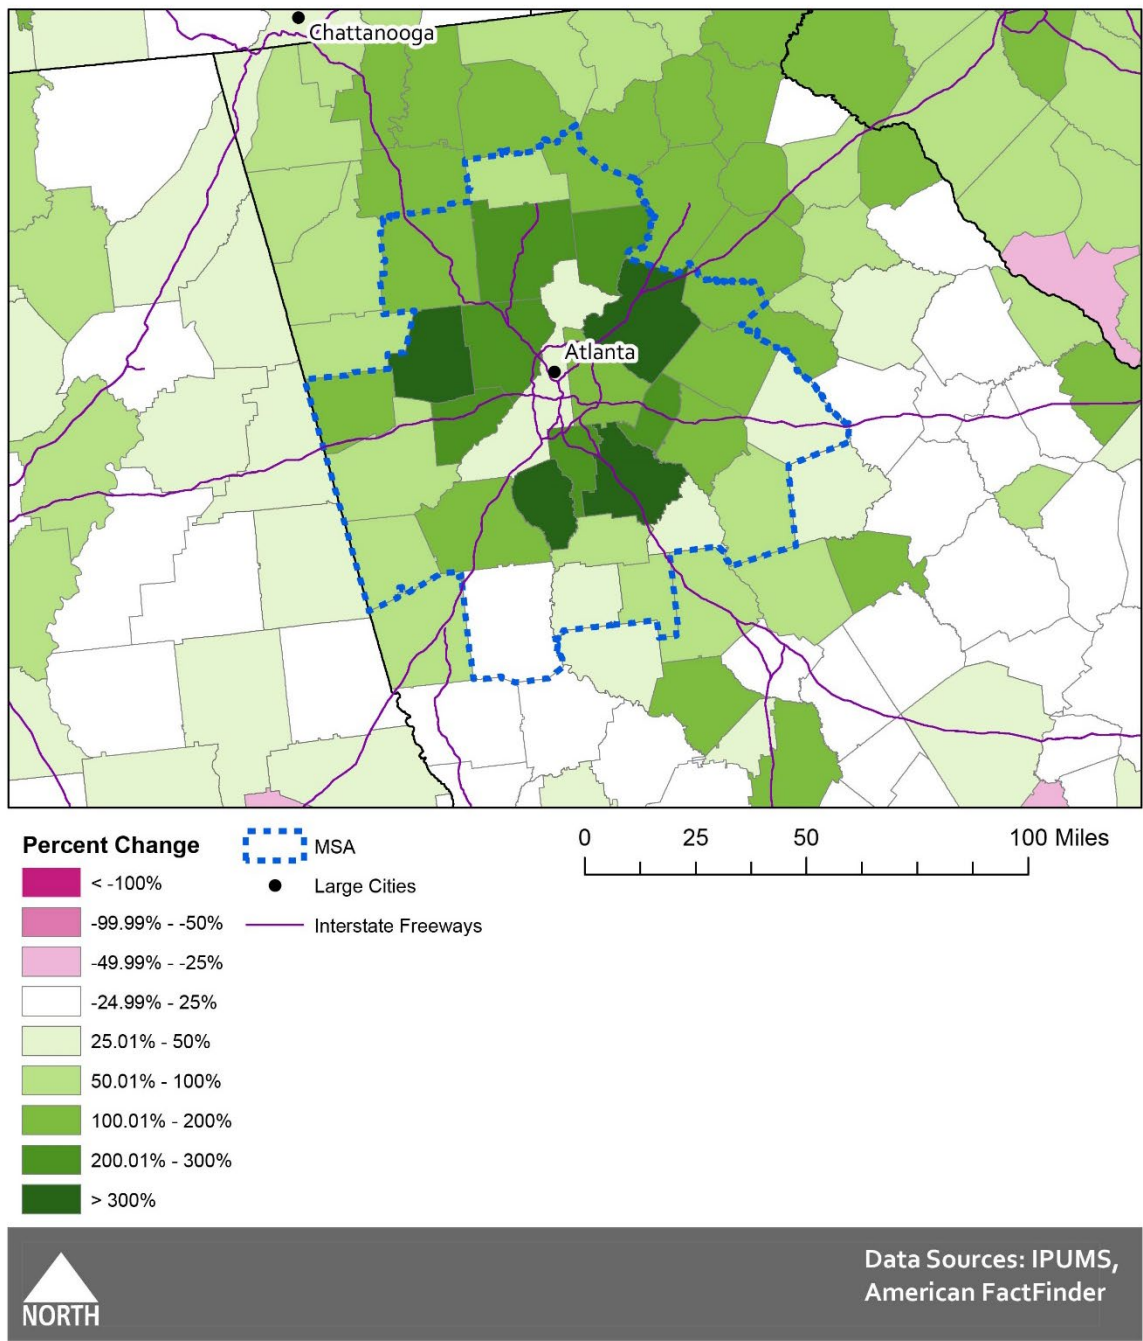 Chattanooga
Atlanta
Percent Change
< -100%
-99.99% - -50%
-49.99% - -25%
-24.99% - 25%
25.01% - 50%
50.01% - 100%
100.01% - 200%
200.01% - 300%
> 300%
MSA
Large Cities
Interstate Freeways
0 25 50 100 Miles
NORTH
Data Sources: IPUMS,
American FactFinder